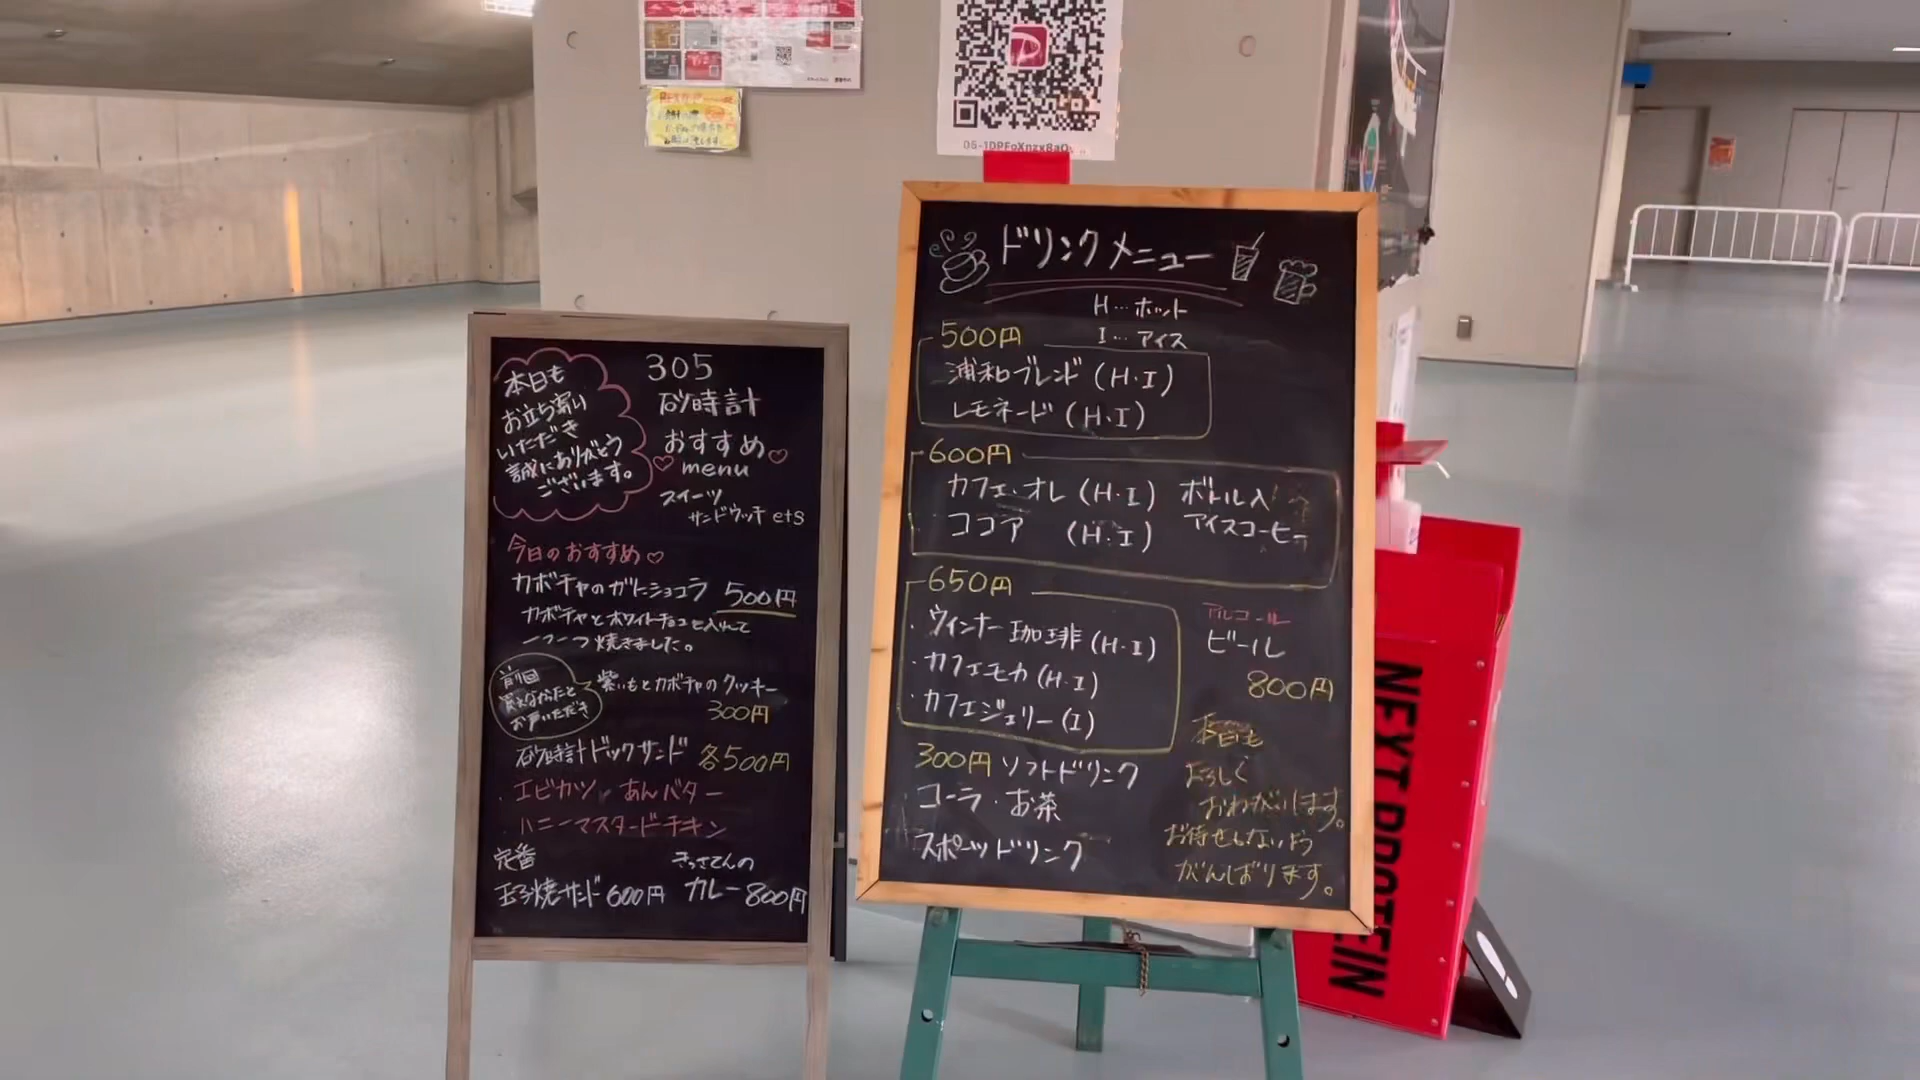 05-1DPFoXnzx8aQ
本日も
お立ち寄り
いただき
誠にありがとう
ございます。
305
砂時計
おすすめ
menu
スイーツ
サンドウッチ ets
今日のおすすめ
カボチャのガトーショコラ 500円
カボチャとホワイトチョコを入れて
一つ一つ焼きました。
前回
買えなかったと
お声いただき
紫いもとカボチャのクッキー
300円
砂時計ドックサンド 各500円
・エビカツ ・あんバター
・ハニーマスタードチキン
定番
玉子焼サンド 600円
きっさてんの
カレー 800円
ドリンクメニュー
H…ホット
I…アイス
500円
浦和ブレンド (H・I)
レモネード (H・I)
600円
カフェ・オレ (H・I)
ココア (H・I)
ボトル入
アイスコーヒー
650円
・ウィンナー珈琲 (H・I)
・カフェモカ (H・I)
・カフェジェリー (I)
アルコール
ビール
800円
300円 ソフトドリンク
コーラ・お茶
スポーツドリンク
本日も
よろしく
おねがいします。
お待せしないよう
がんばります。
NEXT PROTEIN